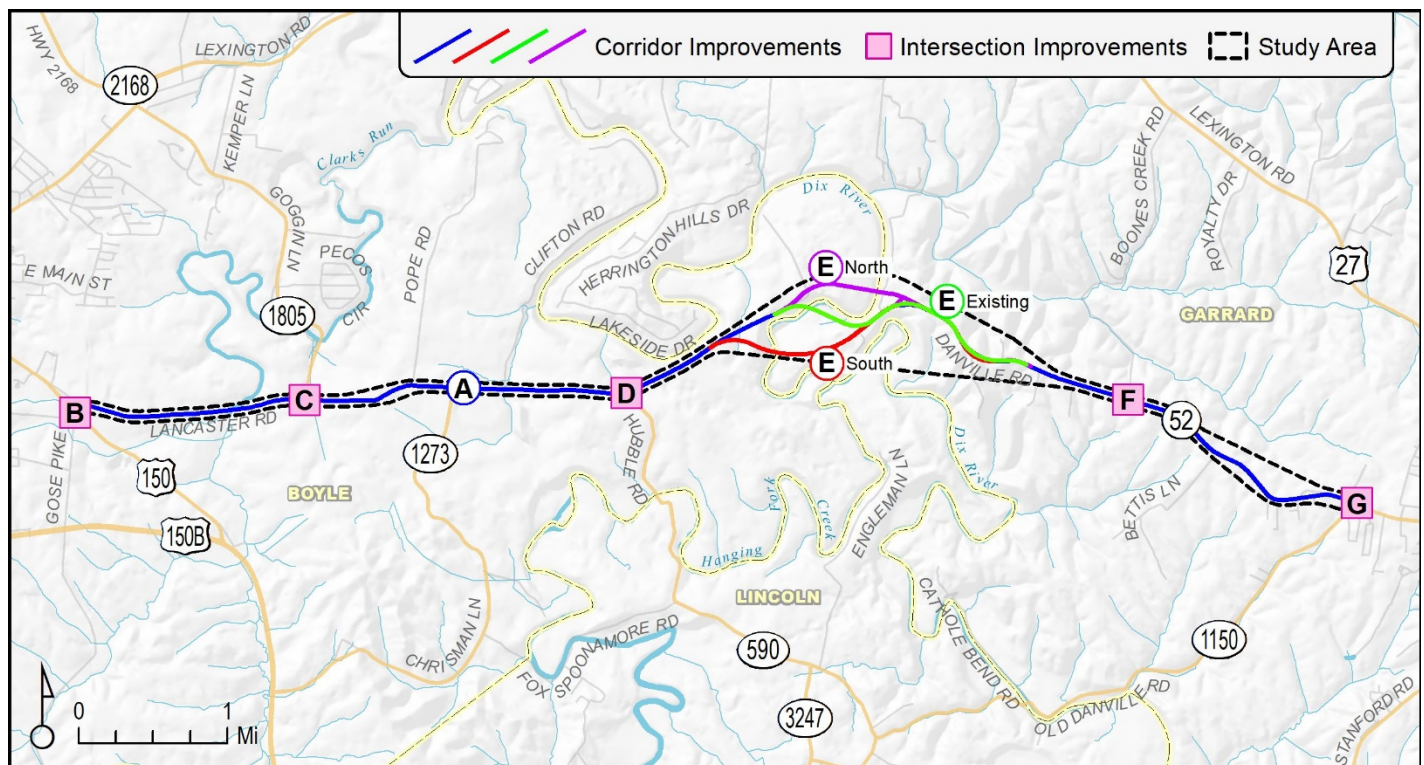 Corridor Improvements
Intersection Improvements
Study Area
HWY 2168
LEXINGTON RD
2168
KEMPER LN
Clarks Run
GOGGIN LN
PECOS
CIR
POPE RD
E MAIN ST
1805
CLIFTON RD
HERRINGTON HILLS DR
LAKESIDE DR
Dix River
BOONES CREEK RD
LEXINGTON RD
ROYALTY DR
27
GARRARD
E North
E Existing
E South
DANVILLE RD
B
C
A
D
F
52
G
GOSE PIKE
LANCASTER RD
150
150B
BOYLE
1273
HUBBLE RD
Dix River
ENGLEMAN LN
Hanging
Fork
Creek
BETTIS LN
LINCOLN
CHRISMAN LN
FOX
SPOONAMORE RD
590
3247
CATHOLE BEND RD
OLD DANVILLE RD
1150
STANFORD RD
0
1
Mi